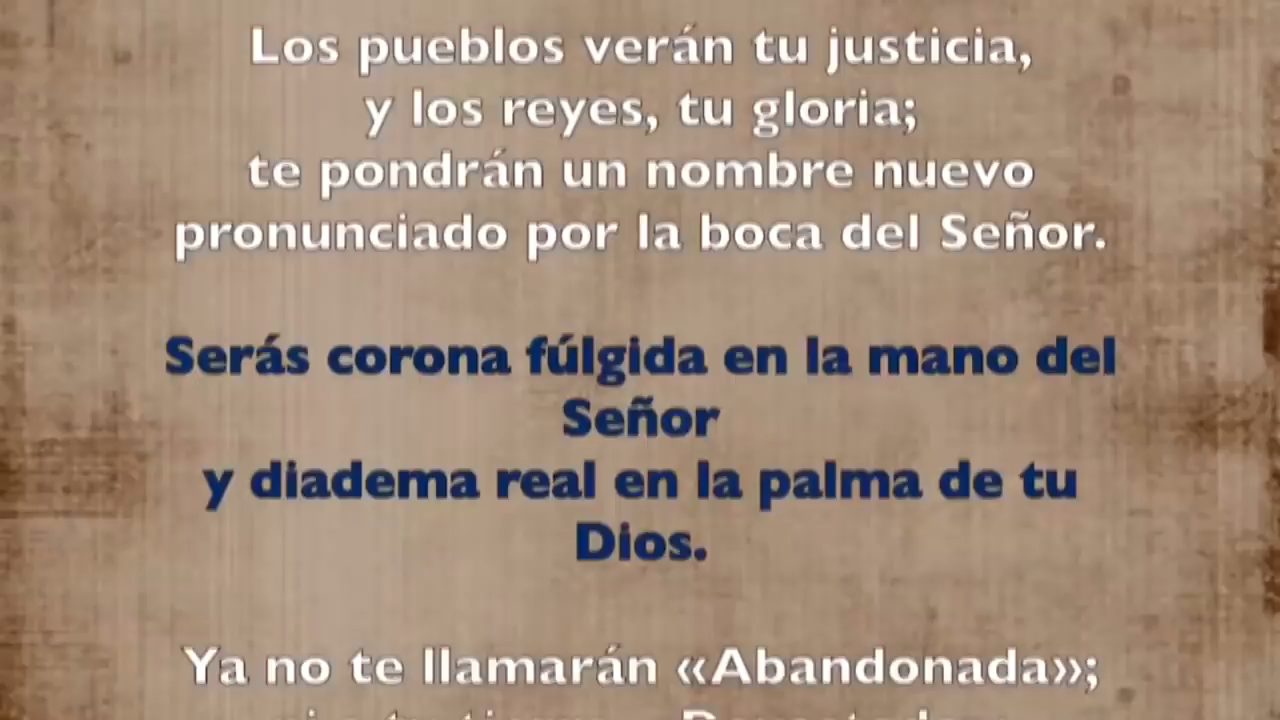 Los pueblos verán tu justicia,
y los reyes, tu gloria;
te pondrán un nombre nuevo
pronunciado por la boca del Señor.
Serás corona fúlgida en la mano del
Señor
y diadema real en la palma de tu
Dios.
Ya no te llamarán «Abandonada»;